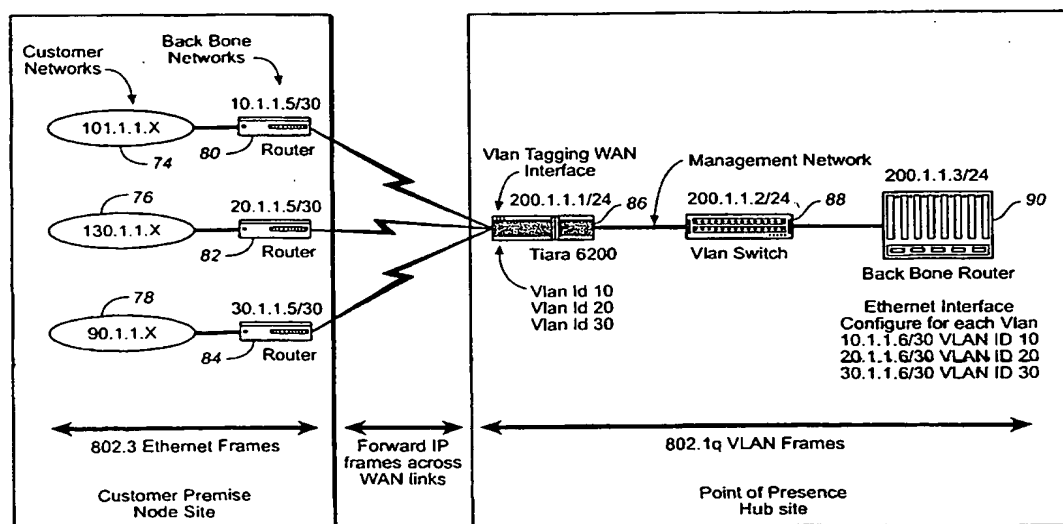 Customer
Networks
Back Bone
Networks
10.1.1.5/30
101.1.1.X
74
80
Router
76
20.1.1.5/30
130.1.1.X
82
Router
78
30.1.1.5/30
90.1.1.X
84
Router
802.3 Ethernet Frames
Customer Premise
Node Site
Forward IP
frames across
WAN links
Vlan Tagging WAN
Interface
Management Network
200.1.1.1/24
86
Tiara 6200
Vlan Id 10
Vlan Id 20
Vlan Id 30
200.1.1.2/24
88
Vlan Switch
200.1.1.3/24
90
Back Bone Router
Ethernet Interface
Configure for each Vlan
10.1.1.6/30 VLAN ID 10
20.1.1.6/30 VLAN ID 20
30.1.1.6/30 VLAN ID 30
802.1q VLAN Frames
Point of Presence
Hub site